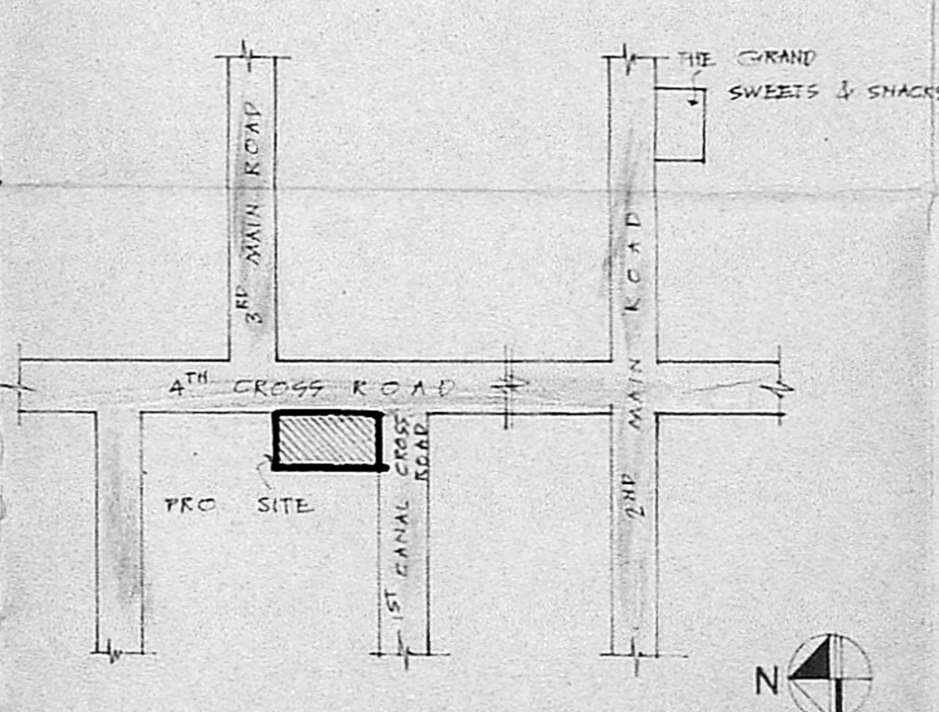 THE GRAND
SWEETS & SNACKS
3RD MAIN ROAD
2ND MAIN ROAD
4TH CROSS ROAD
1ST CANAL CROSS
ROAD
PRO SITE
N